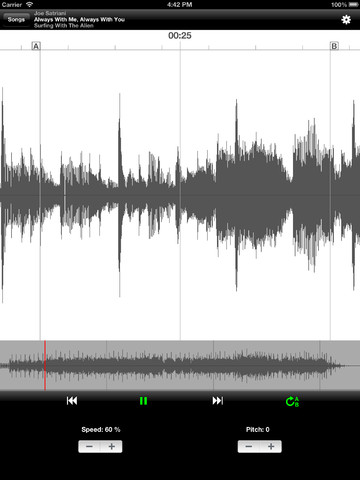 Carrier 4:42 PM 100%
Songs
Joe Satriani
Always With Me, Always With You
Surfing With The Alien
00:25
A B
A
B
Speed: 60 % Pitch: 0
− + − +